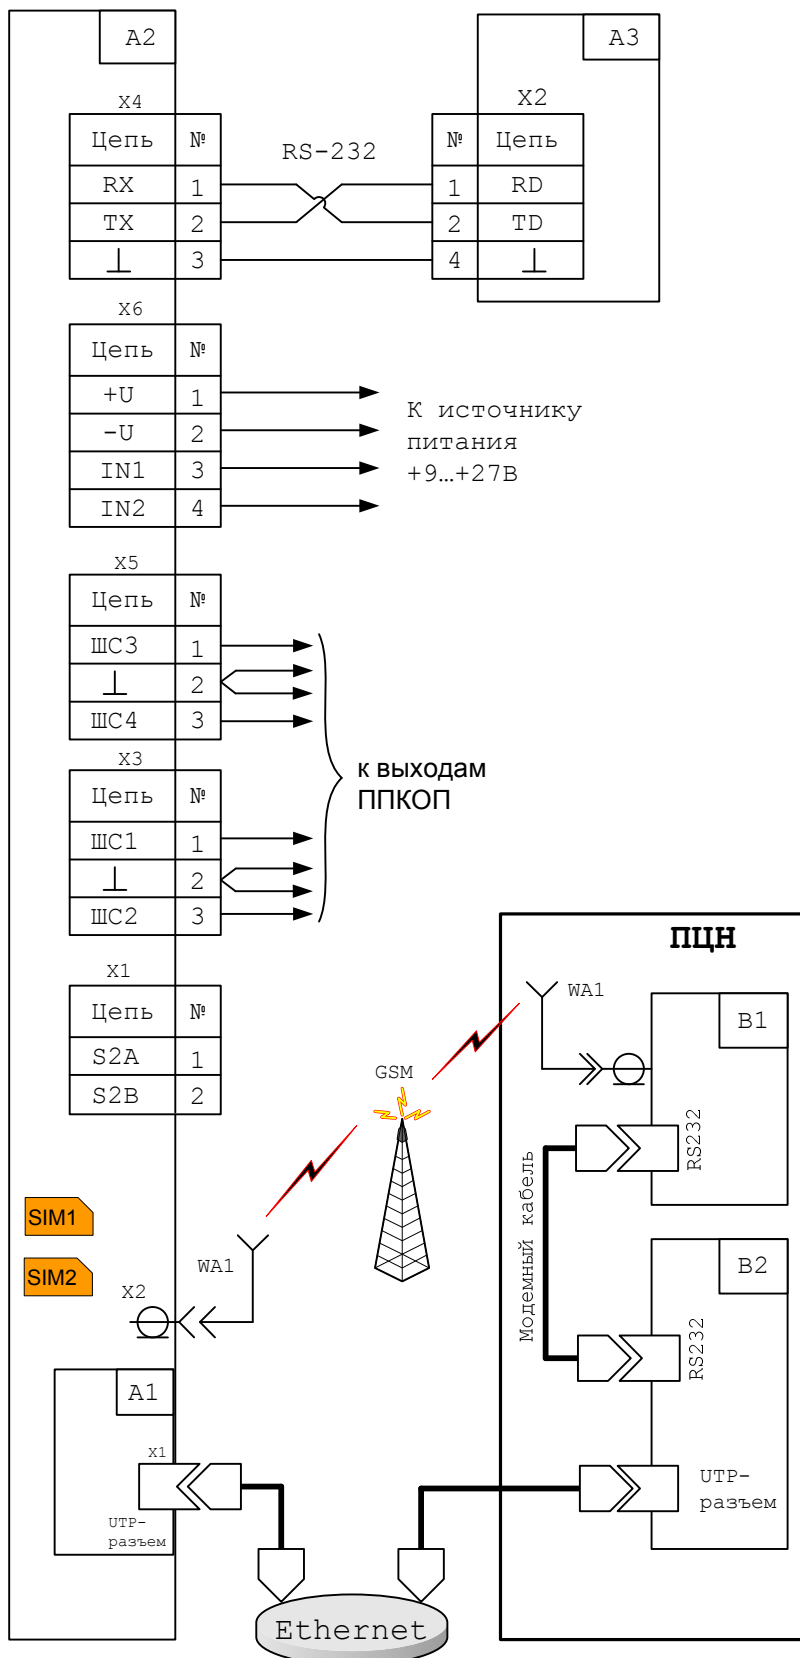 А2
А3
X4
Цепь №
RX 1
TX 2
⊥ 3
RS-232
X2
№ Цепь
1 RD
2 TD
4 ⊥
X6
Цепь №
+U 1
-U 2
IN1 3
IN2 4
К источнику
питания
+9…+27В
X5
Цепь №
ШС3 1
⊥ 2
ШС4 3
X3
Цепь №
ШС1 1
⊥ 2
ШС2 3
к выходам
ППКОП
X1
Цепь №
S2A 1
S2B 2
ПЦН
WA1
B1
RS232
GSM
Модемный кабель
SIM1
SIM2
X2
WA1
B2
RS232
UTP-
разъем
А1
X1
UTP-
разъем
Ethernet